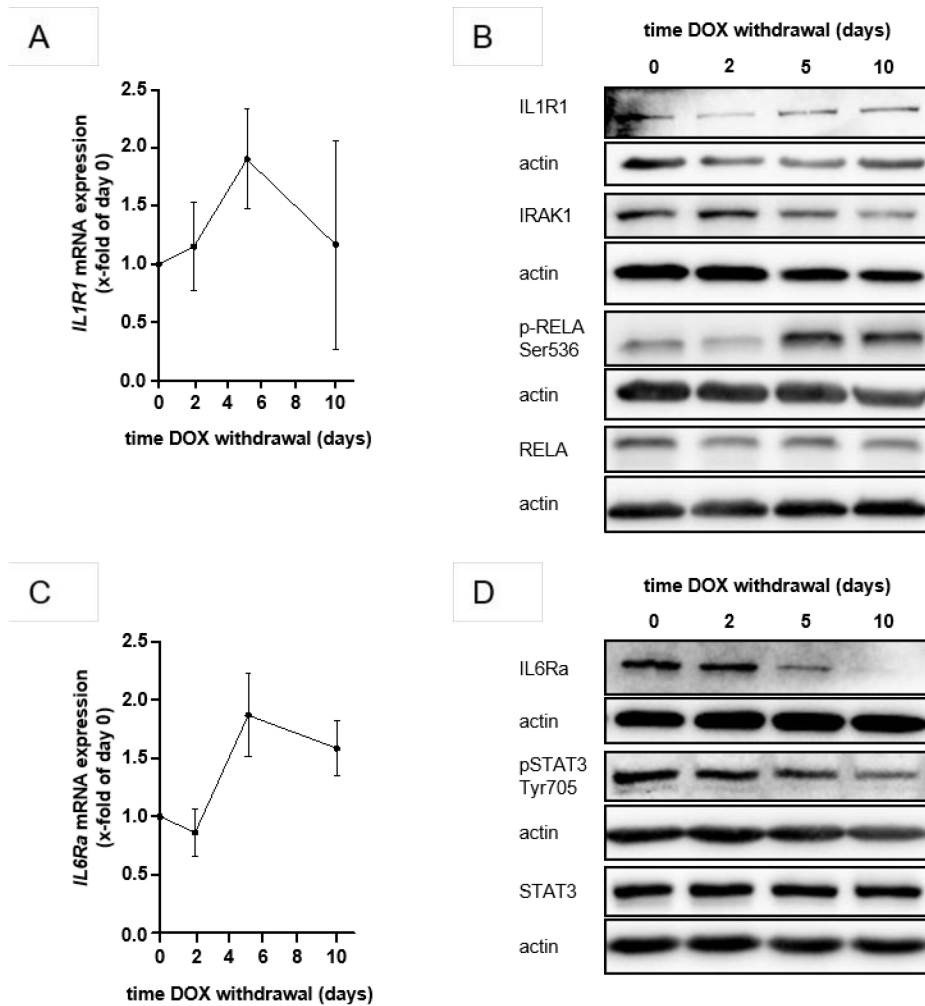 A
IL1R1 mRNA expression
(x-fold of day 0)
2.5
2.0
1.5
1.0
0.5
0.0
0 2 4 6 8 10
time DOX withdrawal (days)
B
time DOX withdrawal (days)
0 2 5 10
IL1R1
actin
IRAK1
actin
p-RELA
Ser536
actin
RELA
actin
C
IL6Ra mRNA expression
(x-fold of day 0)
2.5
2.0
1.5
1.0
0.5
0.0
0 2 4 6 8 10
time DOX withdrawal (days)
D
time DOX withdrawal (days)
0 2 5 10
IL6Ra
actin
pSTAT3
Tyr705
actin
STAT3
actin